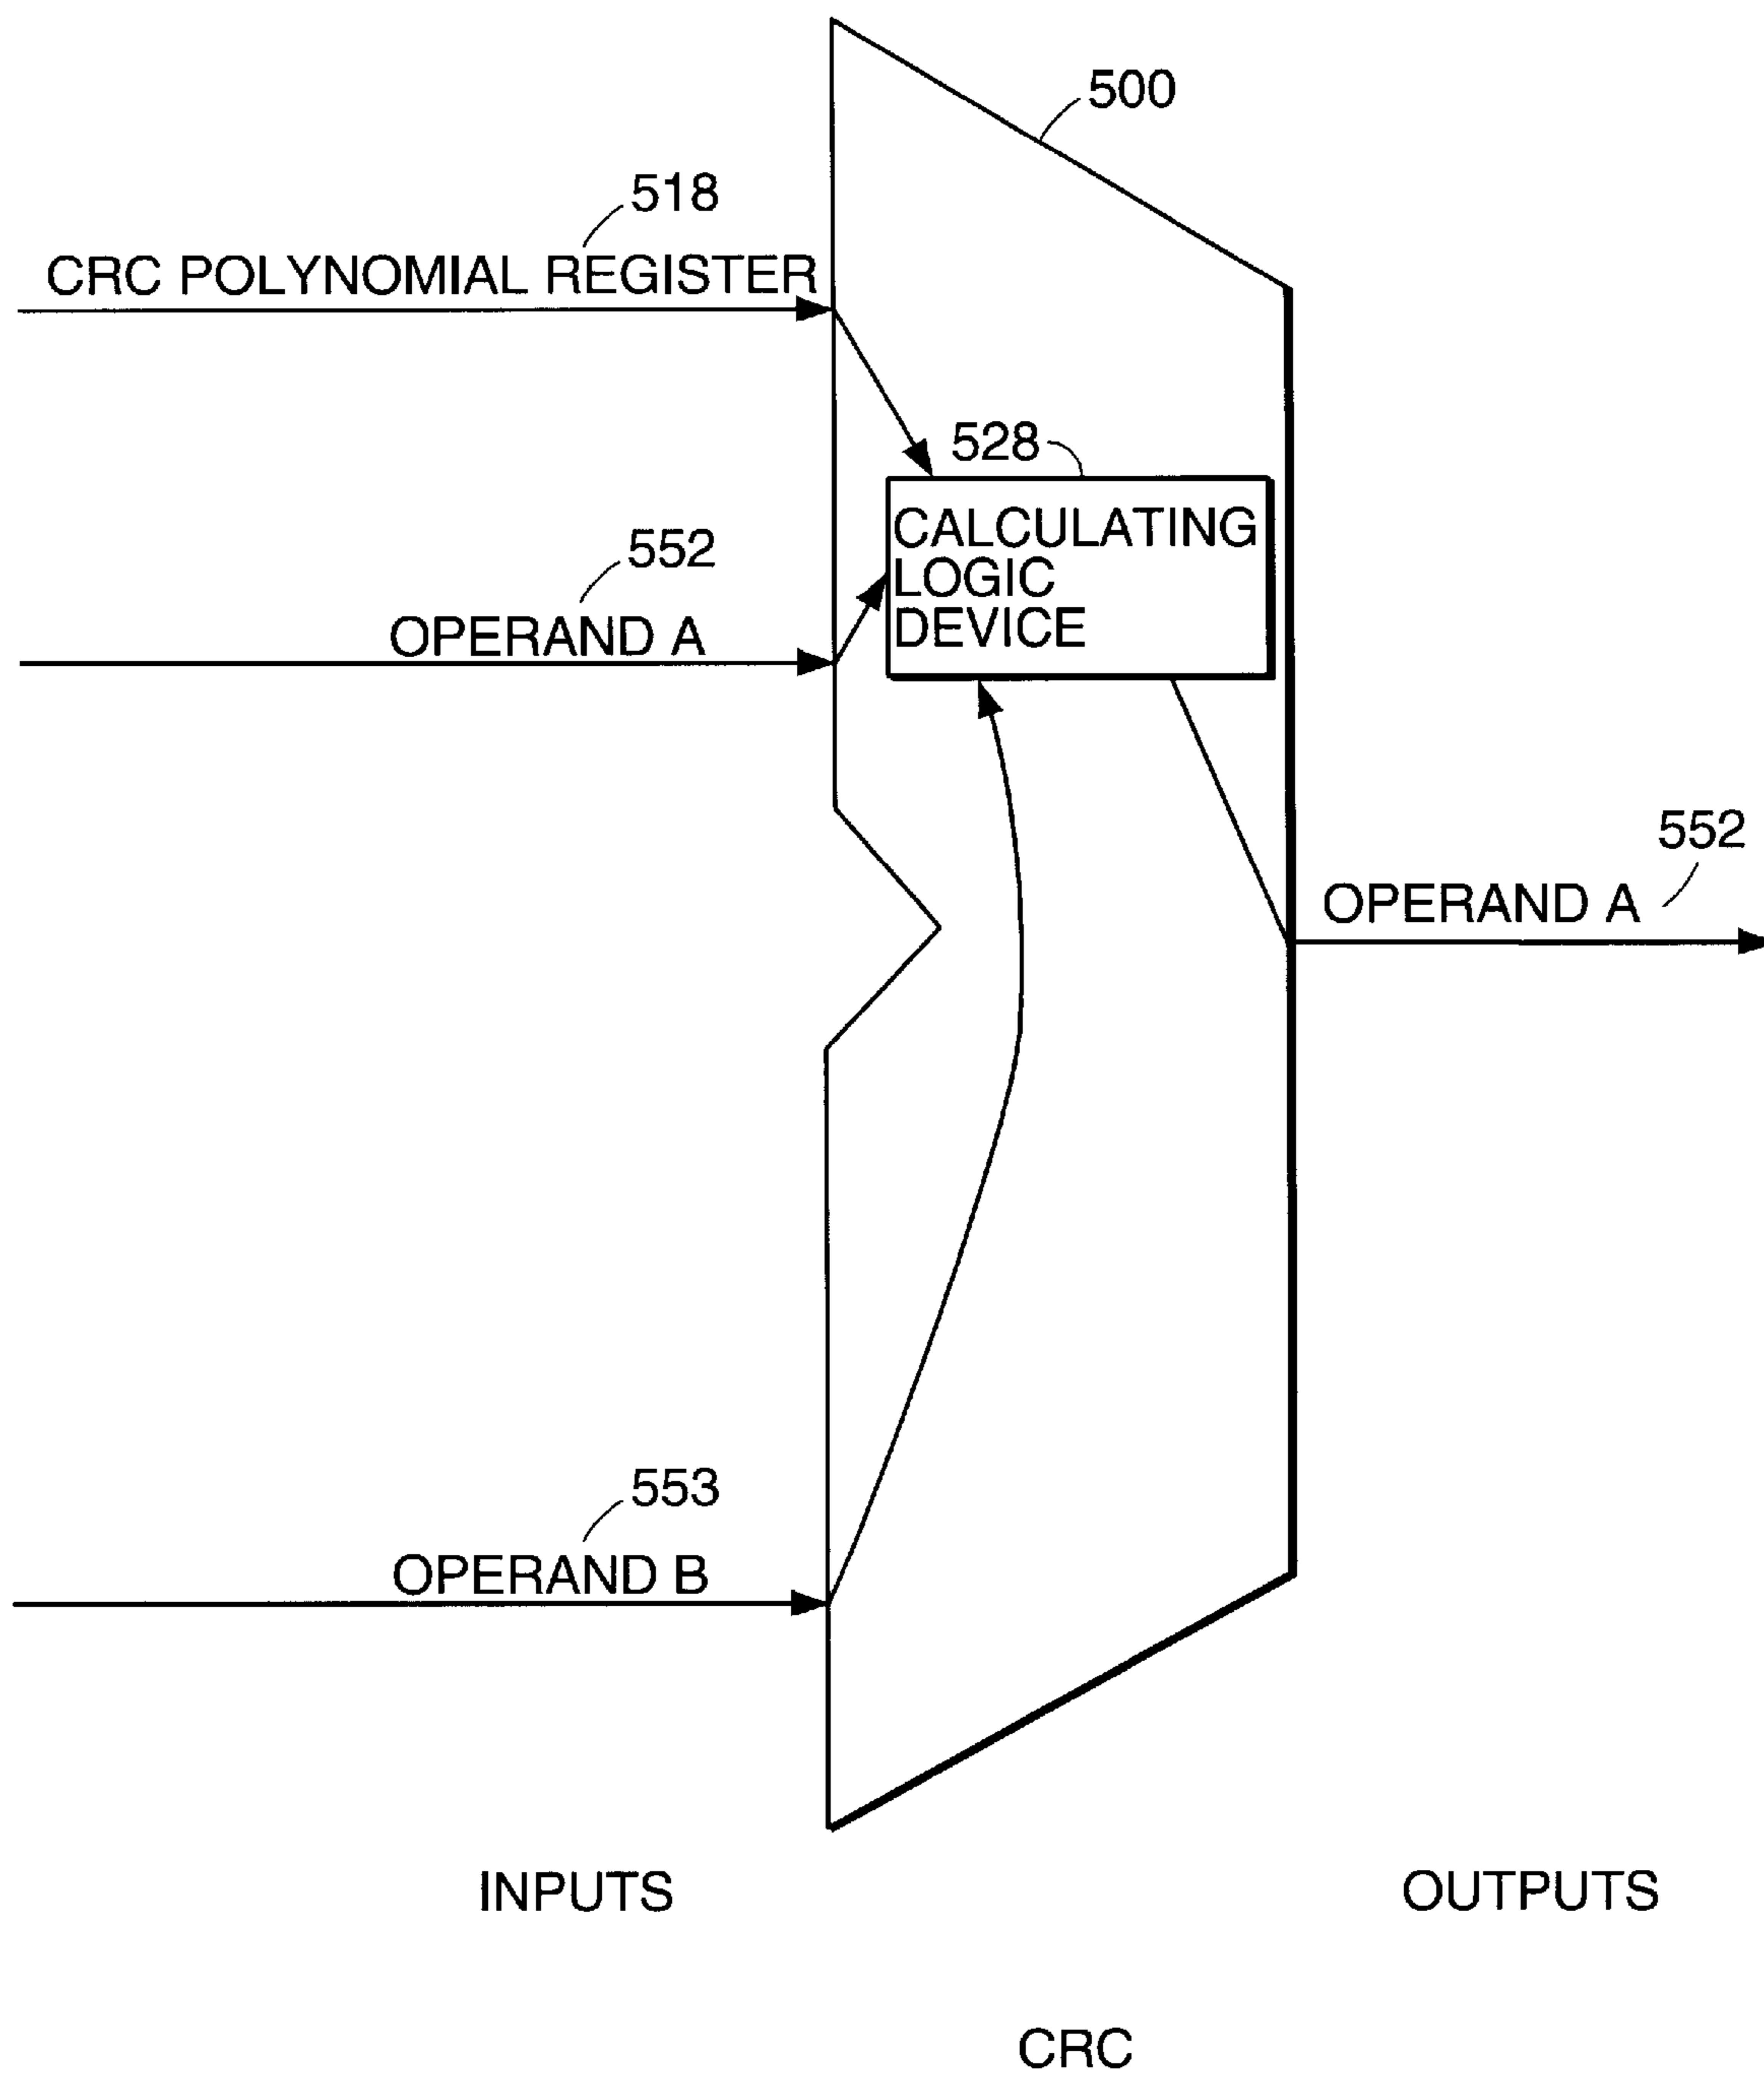 500
518
CRC POLYNOMIAL REGISTER
528
CALCULATING
LOGIC
DEVICE
552
OPERAND A
552
OPERAND A
553
OPERAND B
INPUTS
OUTPUTS
CRC